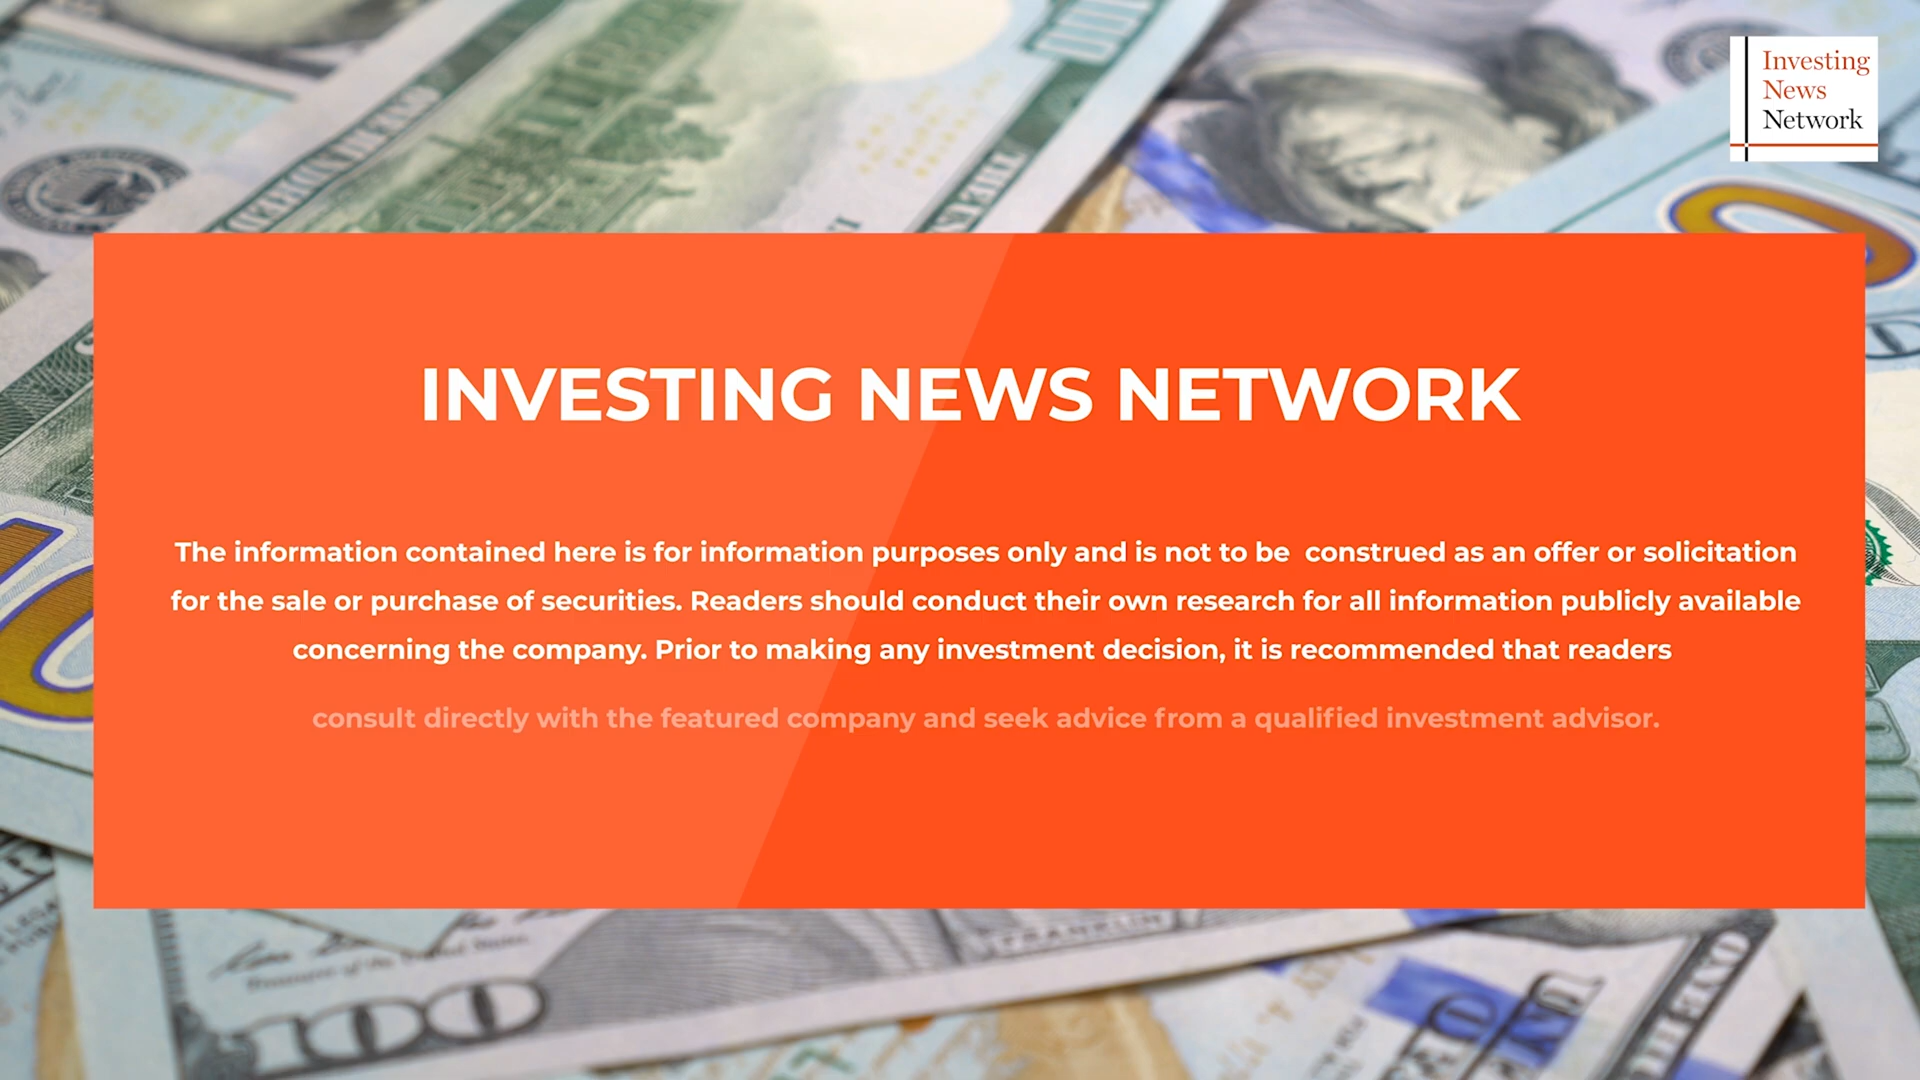 Investing
News
Network
INVESTING NEWS NETWORK
The information contained here is for information purposes only and is not to be construed as an offer or solicitation
for the sale or purchase of securities. Readers should conduct their own research for all information publicly available
concerning the company. Prior to making any investment decision, it is recommended that readers
consult directly with the featured company and seek advice from a qualified investment advisor.
FRANKLIN
100